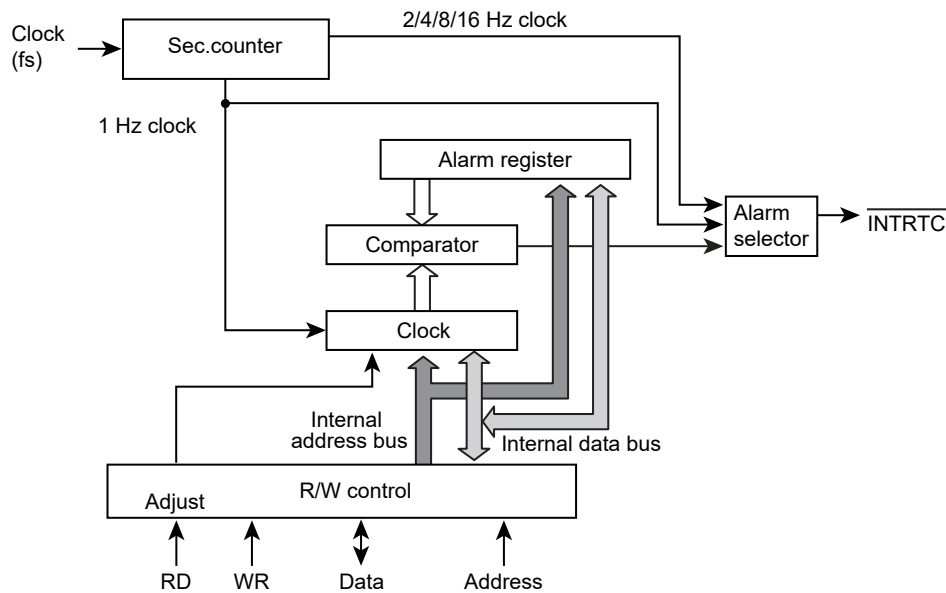 2/4/8/16 Hz clock
Clock
(fs)
Sec.counter
1 Hz clock
Alarm register
Alarm
selector
INTRTC
Comparator
Clock
Internal
address bus
Internal data bus
R/W control
Adjust
RD
WR
Data
Address